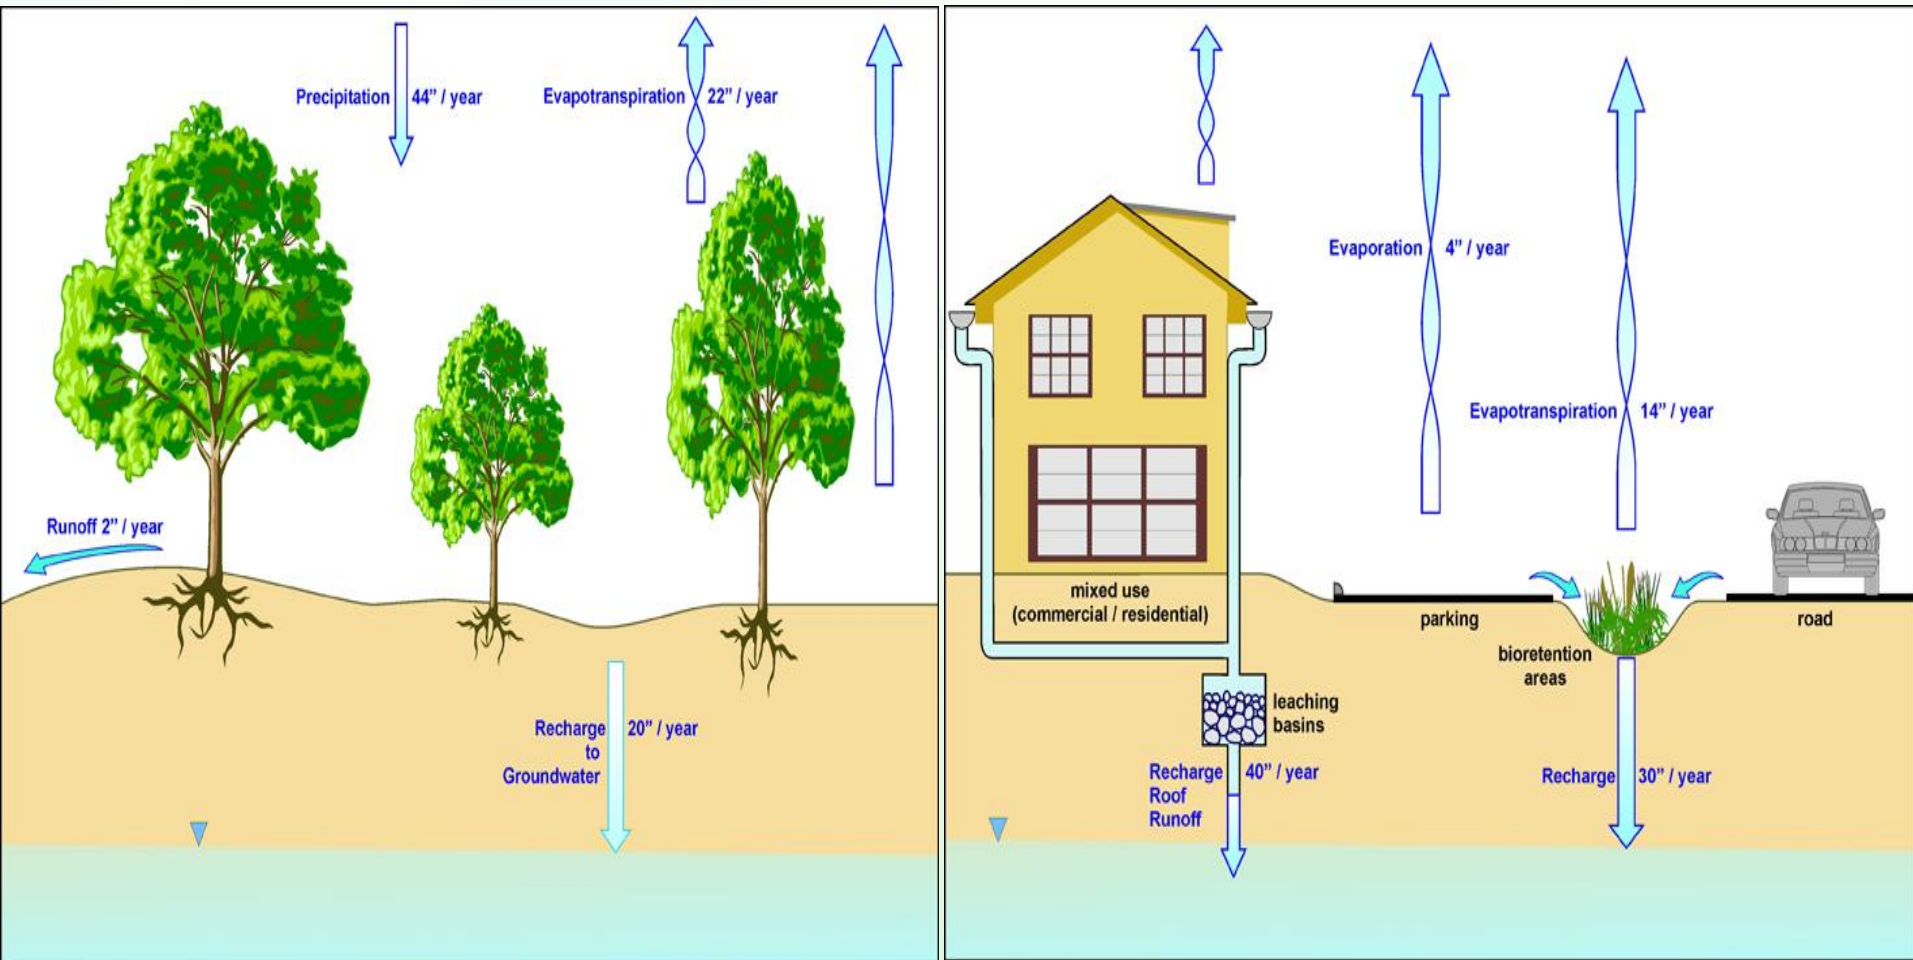 Precipitation 44” / year
Evapotranspiration 22” / year
Runoff 2” / year
Recharge 20” / year
to
Groundwater
Evaporation 4” / year
Evapotranspiration 14” / year
mixed use
(commercial / residential)
parking
road
bioretention
areas
leaching
basins
Recharge 40” / year
Roof
Runoff
Recharge 30” / year